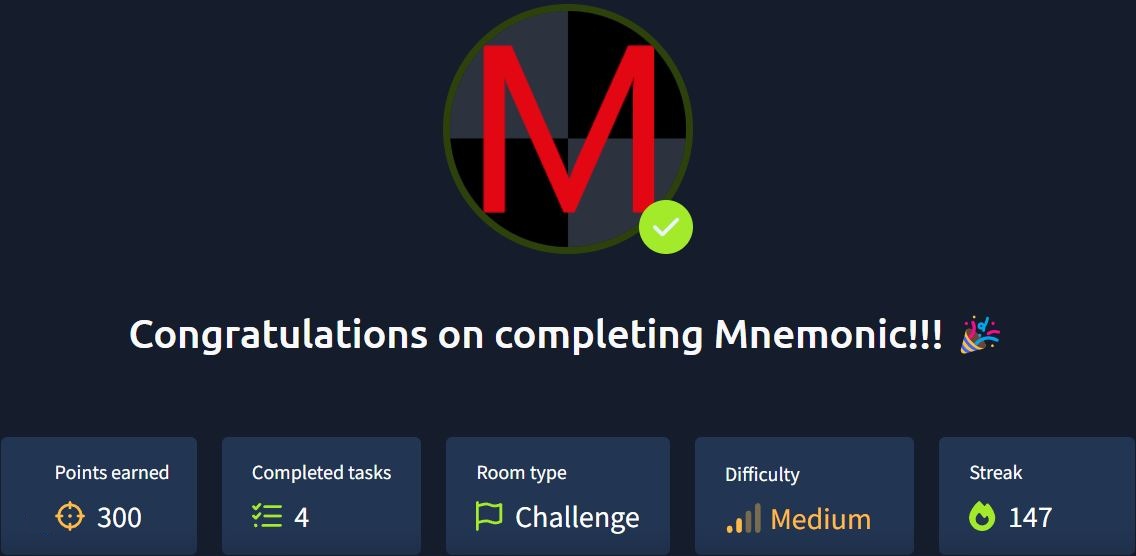 M
Congratulations on completing Mnemonic!!! 🎉
Points earned
300
Completed tasks
4
Room type
Challenge
Difficulty
Medium
Streak
147